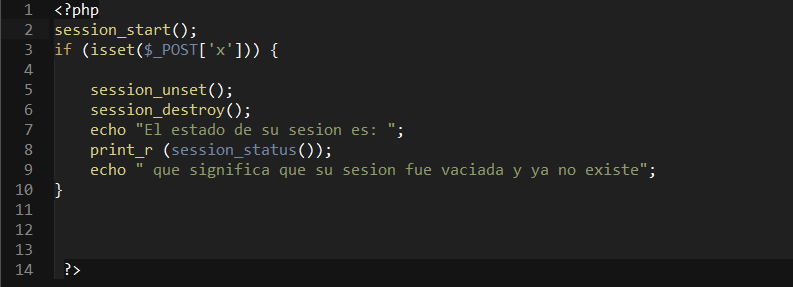 1 <?php
2 session_start();
3 if (isset($_POST['x'])) {
4
5     session_unset();
6     session_destroy();
7     echo "El estado de su sesion es: ";
8     print_r (session_status());
9     echo " que significa que su sesion fue vaciada y ya no existe";
10 }
11
12
13
14  ?>